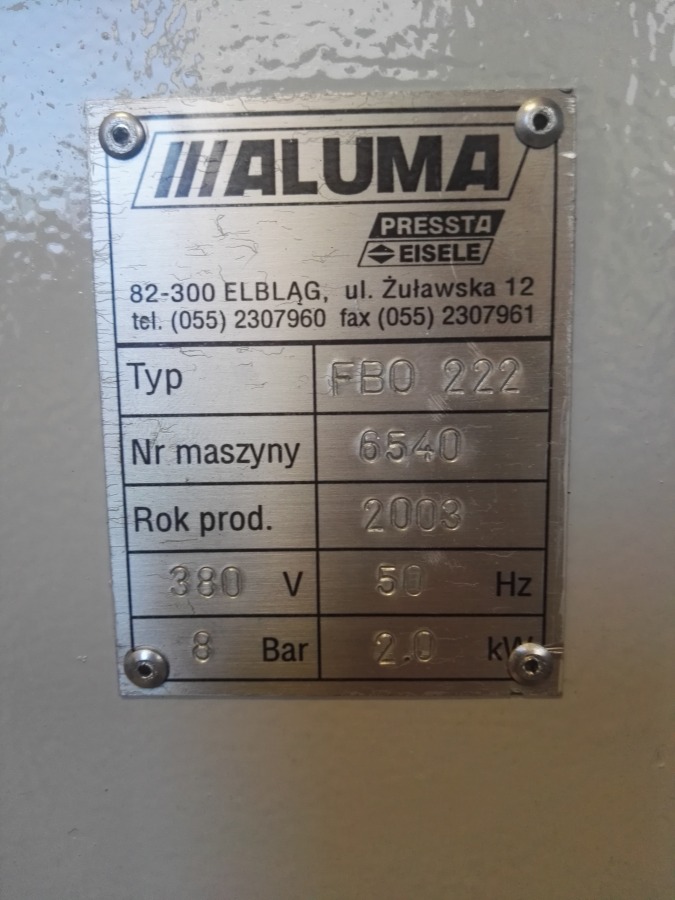 ALUMA
PRESSTA
EISELE
82-300 ELBLĄG, ul. Żuławska 12
tel. (055) 2307960 fax (055) 2307961
Typ FBO 222
Nr maszyny 6540
Rok prod. 2003
380 V 50 Hz
8 Bar 2.0 kW